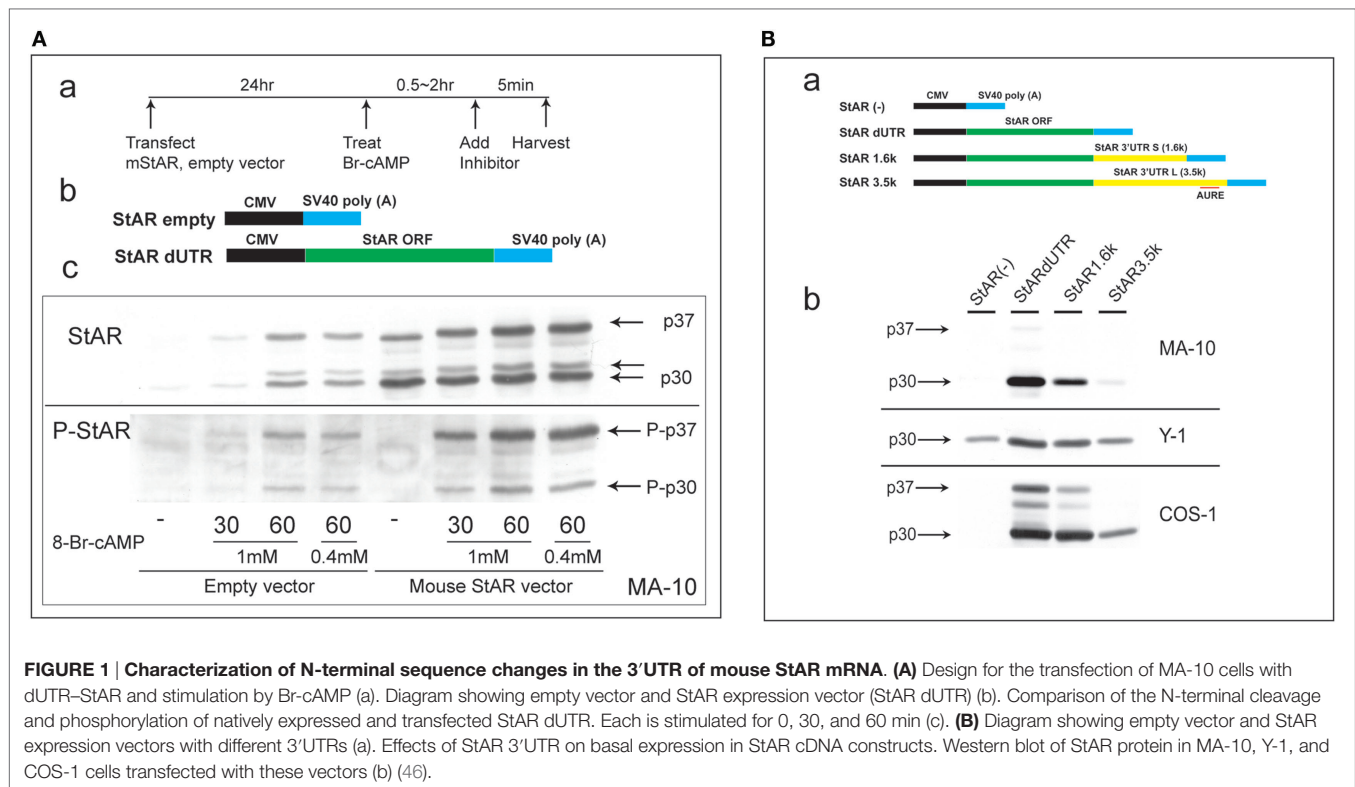 A
a
24hr
0.5~2hr
5min
Transfect
mStAR, empty vector
Treat
Br-cAMP
Add
Inhibitor
Harvest
b
CMV
SV40 poly (A)
StAR empty
CMV
StAR ORF
SV40 poly (A)
StAR dUTR
c
StAR
p37
p30
P-StAR
P-p37
P-p30
- 30 60 60 - 30 60 60
8-Br-cAMP
1mM 0.4mM 1mM 0.4mM
Empty vector
Mouse StAR vector
MA-10
B
a
CMV
SV40 poly (A)
StAR (-)
StAR ORF
StAR dUTR
StAR 3'UTR S (1.6k)
StAR 1.6k
StAR 3'UTR L (3.5k)
StAR 3.5k
AURE
b
StAR(-)
StARdUTR
StAR1.6k
StAR3.5k
p37
MA-10
p30
p30
Y-1
p37
COS-1
p30
FIGURE 1 | Characterization of N-terminal sequence changes in the 3′UTR of mouse StAR mRNA. (A) Design for the transfection of MA-10 cells with
dUTR–StAR and stimulation by Br-cAMP (a). Diagram showing empty vector and StAR expression vector (StAR dUTR) (b). Comparison of the N-terminal cleavage
and phosphorylation of natively expressed and transfected StAR dUTR. Each is stimulated for 0, 30, and 60 min (c). (B) Diagram showing empty vector and StAR
expression vectors with different 3′UTRs (a). Effects of StAR 3′UTR on basal expression in StAR cDNA constructs. Western blot of StAR protein in MA-10, Y-1, and
COS-1 cells transfected with these vectors (b) (46).